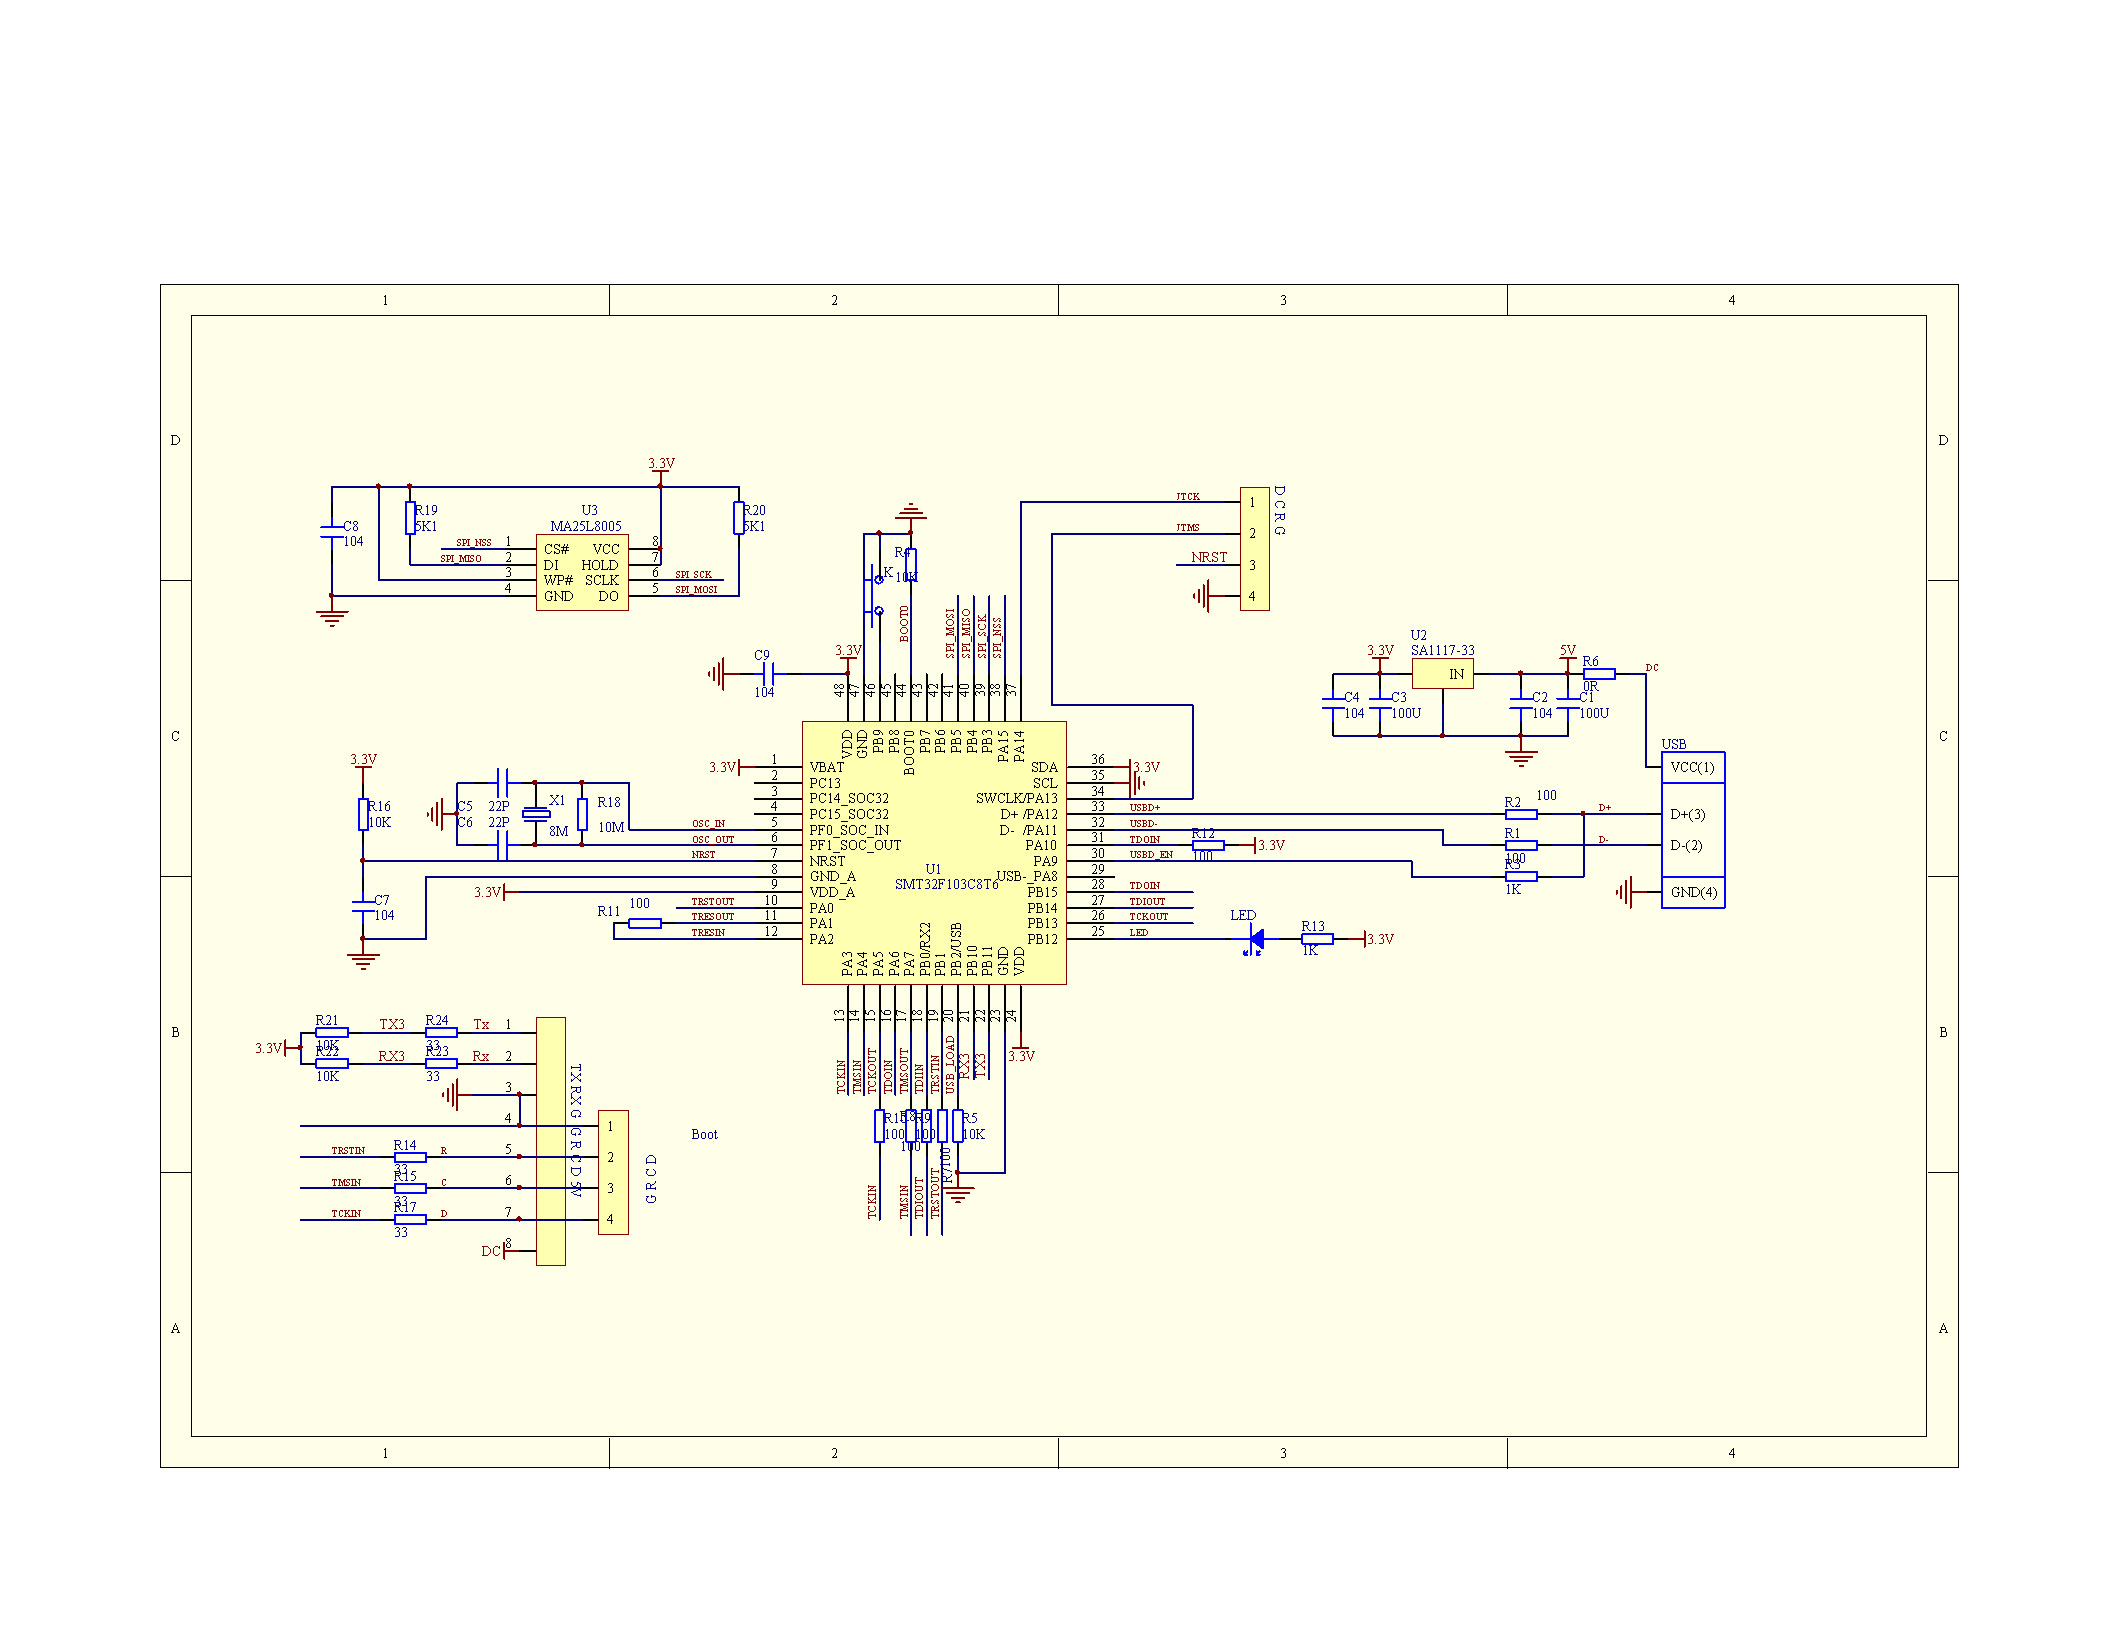 1 2 3 4
D D
C C
B B
A A
1 2 3 4
3.3V
C8
104
R19
5K1
U3
MA25L8005
R20
5K1
SPI_NSS 1 CS# VCC 8
SPI_MISO 2 DI HOLD 7
3 WP# SCLK 6 SPI_SCK
4 GND DO 5 SPI_MOSI
K
R4
10K
BOOT0
SPI_MOSI
SPI_MISO
SPI_SCK
SPI_NSS
C9
104
3.3V
JTCK 1
JTMS 2
NRST 3
4
D C R G
U2
SA1117-33
IN
3.3V
5V
R6
0R
DC
C4
104
C3
100U
C2
104
C1
100U
USB
VCC(1)
D+(3)
D-(2)
GND(4)
48 47 46 45 44 43 42 41 40 39 38 37
VDD GND PB9 PB8 BOOT0 PB7 PB6 PB5 PB4 PB3 PA15 PA14
U1
SMT32F103C8T6
3.3V 1 VBAT
2 PC13
3 PC14_SOC32
4 PC15_SOC32
OSC_IN 5 PF0_SOC_IN
OSC_OUT 6 PF1_SOC_OUT
NRST 7 NRST
8 GND_A
3.3V 9 VDD_A
TRSTOUT 10 PA0
TRESOUT 11 PA1
TRESIN 12 PA2
SDA 36 3.3V
SCL 35
SWCLK/PA13 34
D+ /PA12 33 USBD+
D- /PA11 32 USBD-
PA10 31 TDOIN
PA9 30 USBD_EN
USB-_PA8 29
PB15 28 TDOIN
PB14 27 TDIOUT
PB13 26 TCKOUT
PB12 25 LED
PA3 PA4 PA5 PA6 PA7 PB0/RX2 PB1 PB2/USB PB10 PB11 GND VDD
13 14 15 16 17 18 19 20 21 22 23 24
TCKIN
TMSIN
TCKOUT
TDOIN
TMSOUT
TDIIN
TRSTIN
USB_LOAD
RX3
TX3
3.3V
3.3V
R16
10K
C7
104
C5 22P
C6 22P
X1
8M
R18
10M
R11
100
R12
100
3.3V
R2 100
R1
100
R3
1K
D+
D-
LED
R13
1K
3.3V
100
R8
100
R9
100
R7
100
R5
10K
TCKIN
TMSIN
TDIOUT
TRSTOUT
3.3V
R21
10K
TX3
R24
33
Tx 1
R22
10K
RX3
R23
33
Rx 2
3
4
TRSTIN
R14
33
R 5
TMSIN
R15
33
C 6
TCKIN
R17
33
D 7
DC 8
TX RX G G R C D 5V
1
2
3
4
G R C D
Boot